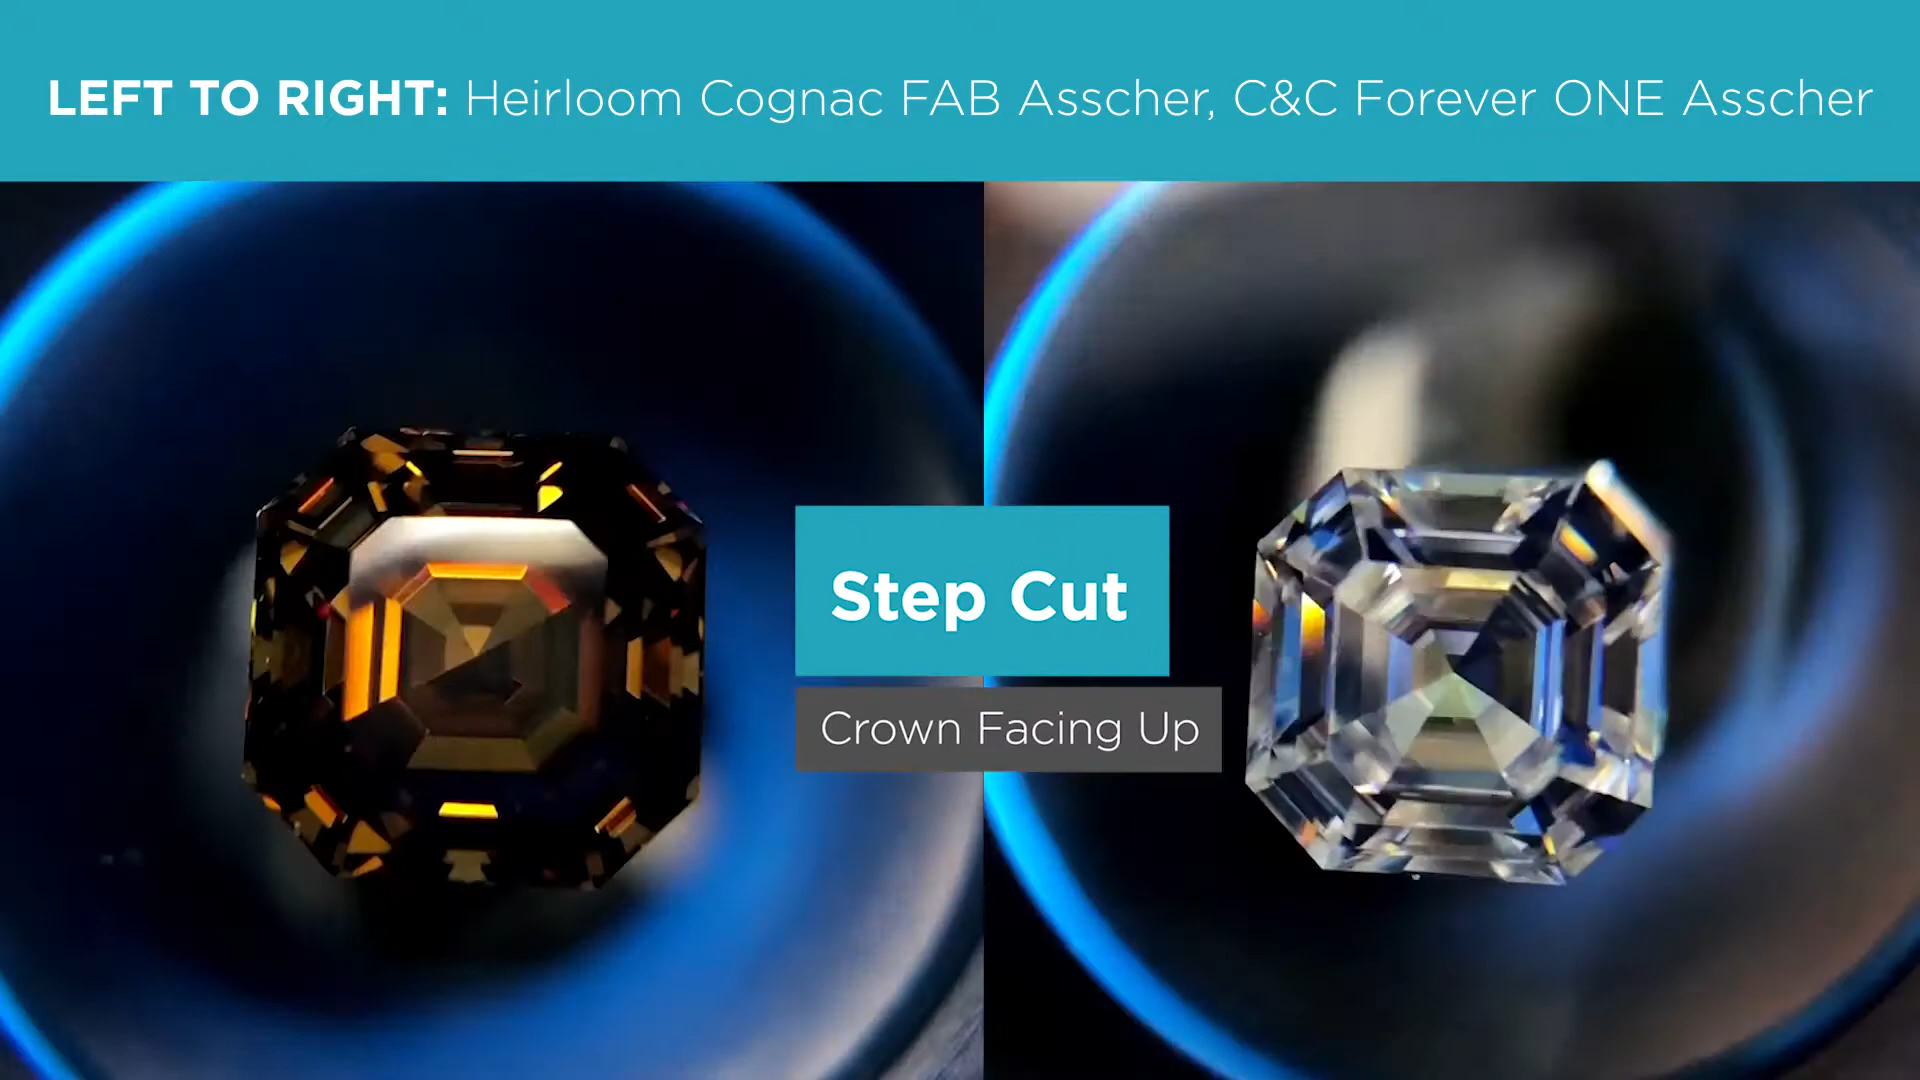 LEFT TO RIGHT: Heirloom Cognac FAB Asscher, C&C Forever ONE Asscher
Step Cut
Crown Facing Up